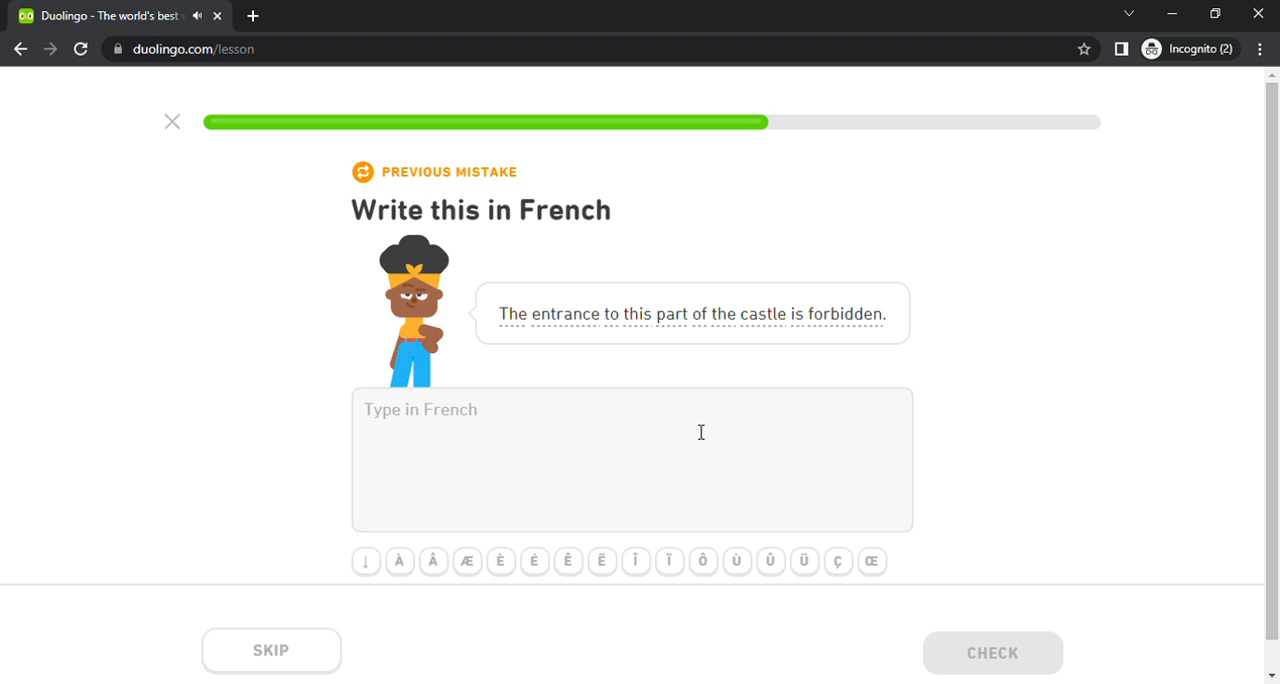 Duolingo - The world's best
duolingo.com/lesson
Incognito (2)
PREVIOUS MISTAKE
Write this in French
The entrance to this part of the castle is forbidden.
Type in French
↓ À Â Æ È É Ê Ë Î Ï Ô Ù Û Ü Ç Œ
SKIP
CHECK